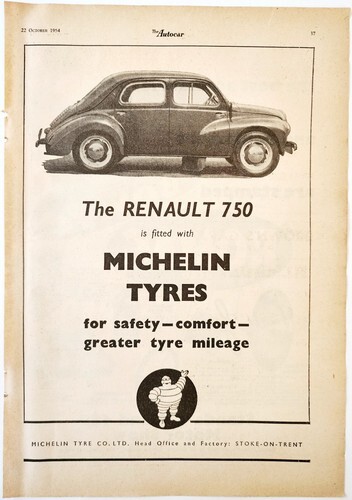 22 OCTOBER 1954
The Autocar
37
The RENAULT 750
is fitted with
MICHELIN
TYRES
for safety—comfort—
greater tyre mileage
MICHELIN TYRE CO. LTD. Head Office and Factory: STOKE-ON-TRENT